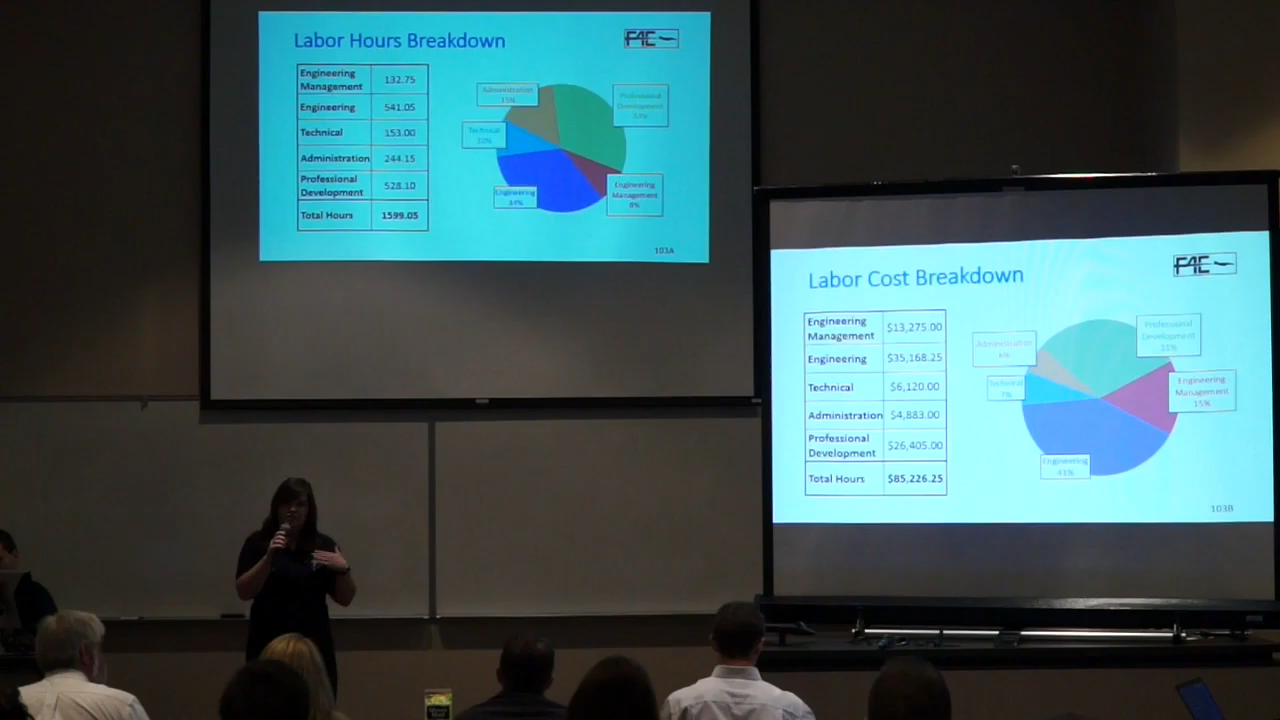 Labor Hours Breakdown
F4E
Engineering
Management
132.75
Engineering
541.05
Technical
153.00
Administration
244.15
Professional
Development
528.10
Total Hours
1599.05
Administration
15%
Professional
Development
33%
Technical
10%
Engineering
34%
Engineering
Management
8%
103A
Labor Cost Breakdown
F4E
Engineering
Management
$13,275.00
Engineering
$35,168.25
Technical
$6,120.00
Administration
$4,883.00
Professional
Development
$26,405.00
Total Hours
$85,226.25
Administration
6%
Professional
Development
31%
Technical
7%
Engineering
Management
15%
Engineering
41%
103B